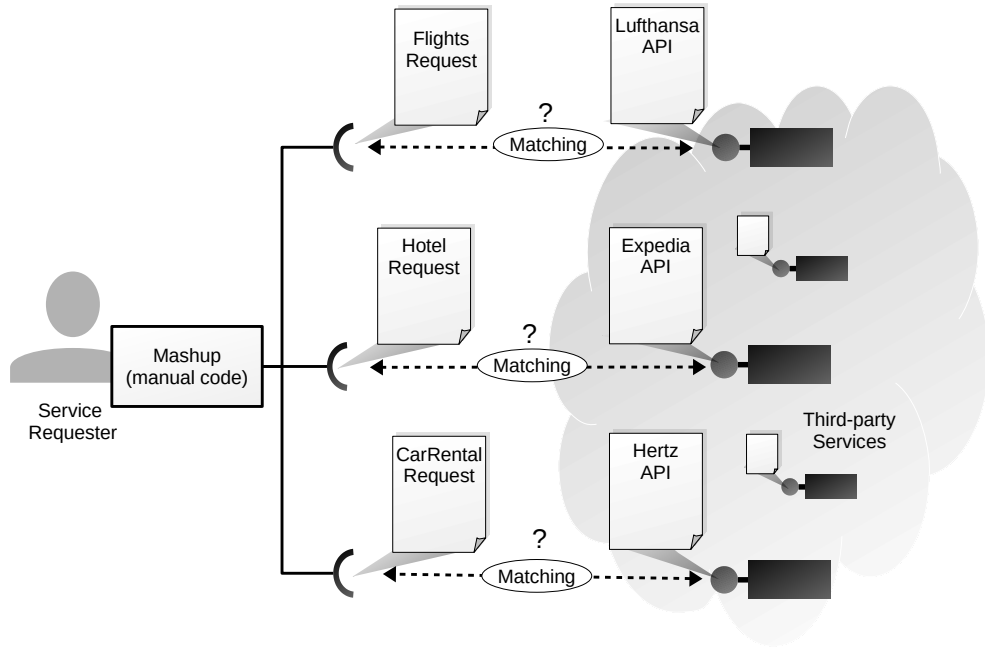 Flights
Request
Lufthansa
API
?
Matching
Hotel
Request
Expedia
API
?
Matching
Mashup
(manual code)
Service
Requester
Third-party
Services
CarRental
Request
Hertz
API
?
Matching